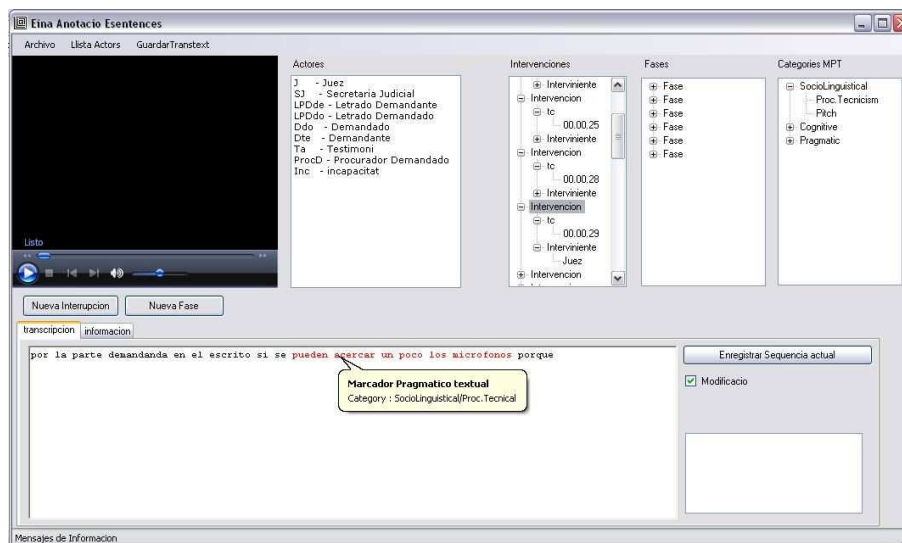 Eina Anotacio Esentences
Archivo Llista Actors GuardarTranstext
Actores
J - Juez
SJ - Secretaria Judicial
LPDde - Letrado Demandante
LPDdo - Letrado Demandado
Ddo - Demandado
Dte - Demandante
Ta - Testimoni
ProcD - Procurador Demandado
Inc - incapacitat
Intervenciones
Interviniente
Intervencion
tc
00.00.25
Interviniente
Intervencion
tc
00.00.28
Interviniente
Intervencion
tc
00.00.29
Interviniente
Juez
Intervencion
Fases
Fase
Fase
Fase
Fase
Fase
Fase
Categories MPT
SocioLinguistical
Proc.Tecnicism
Pitch
Cognitive
Pragmatic
Listo
Nueva Interrupcion Nueva Fase
transcripcion informacion
por la parte demandanda en el escrito si se pueden acercar un poco los microfonos porque
Marcador Pragmatico textual
Category : SocioLinguistical/Proc.Tecnical
Enregistrar Sequencia actual
Modificacio
Mensajes de Informacion